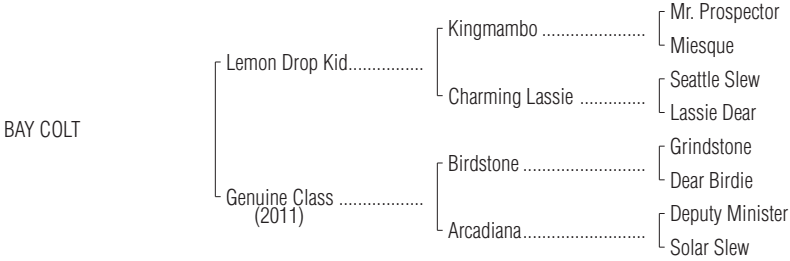 Mr. Prospector
Kingmambo ......................
Miesque
Lemon Drop Kid................
Seattle Slew
Charming Lassie ..............
Lassie Dear
BAY COLT
Grindstone
Birdstone ..........................
Dear Birdie
Genuine Class ..................
(2011)
Deputy Minister
Arcadiana..........................
Solar Slew